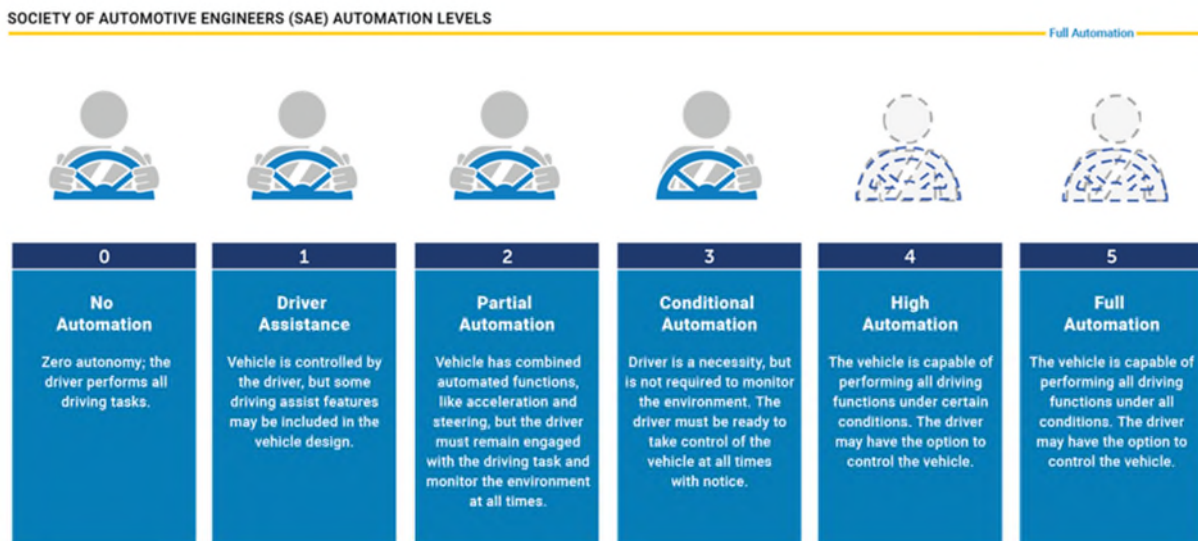 SOCIETY OF AUTOMOTIVE ENGINEERS (SAE) AUTOMATION LEVELS
Full Automation
0
No
Automation
Zero autonomy; the
driver performs all
driving tasks.
1
Driver
Assistance
Vehicle is controlled by
the driver, but some
driving assist features
may be included in the
vehicle design.
2
Partial
Automation
Vehicle has combined
automated functions,
like acceleration and
steering, but the driver
must remain engaged
with the driving task and
monitor the environment
at all times.
3
Conditional
Automation
Driver is a necessity, but
is not required to monitor
the environment. The
driver must be ready to
take control of the
vehicle at all times
with notice.
4
High
Automation
The vehicle is capable of
performing all driving
functions under certain
conditions. The driver
may have the option to
control the vehicle.
5
Full
Automation
The vehicle is capable of
performing all driving
functions under all
conditions. The driver
may have the option to
control the vehicle.